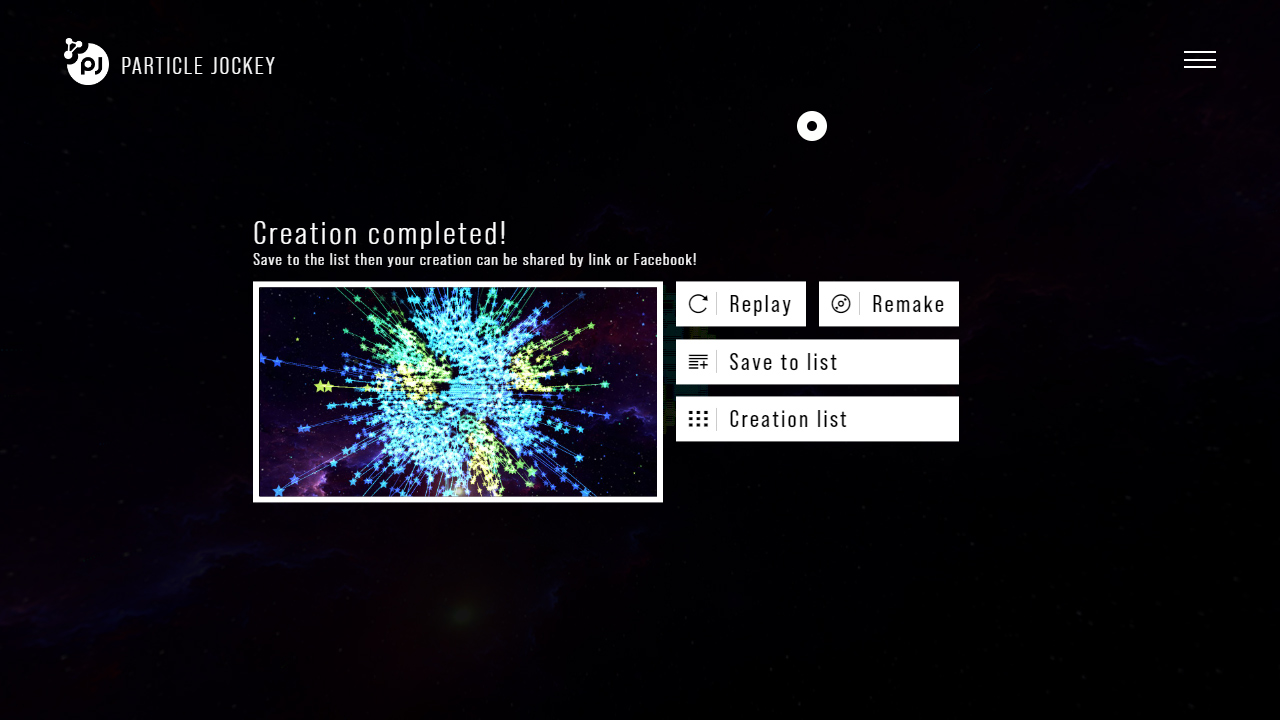 PJ
PARTICLE JOCKEY
Creation completed!
Save to the list then your creation can be shared by link or Facebook!
Replay
Remake
Save to list
Creation list